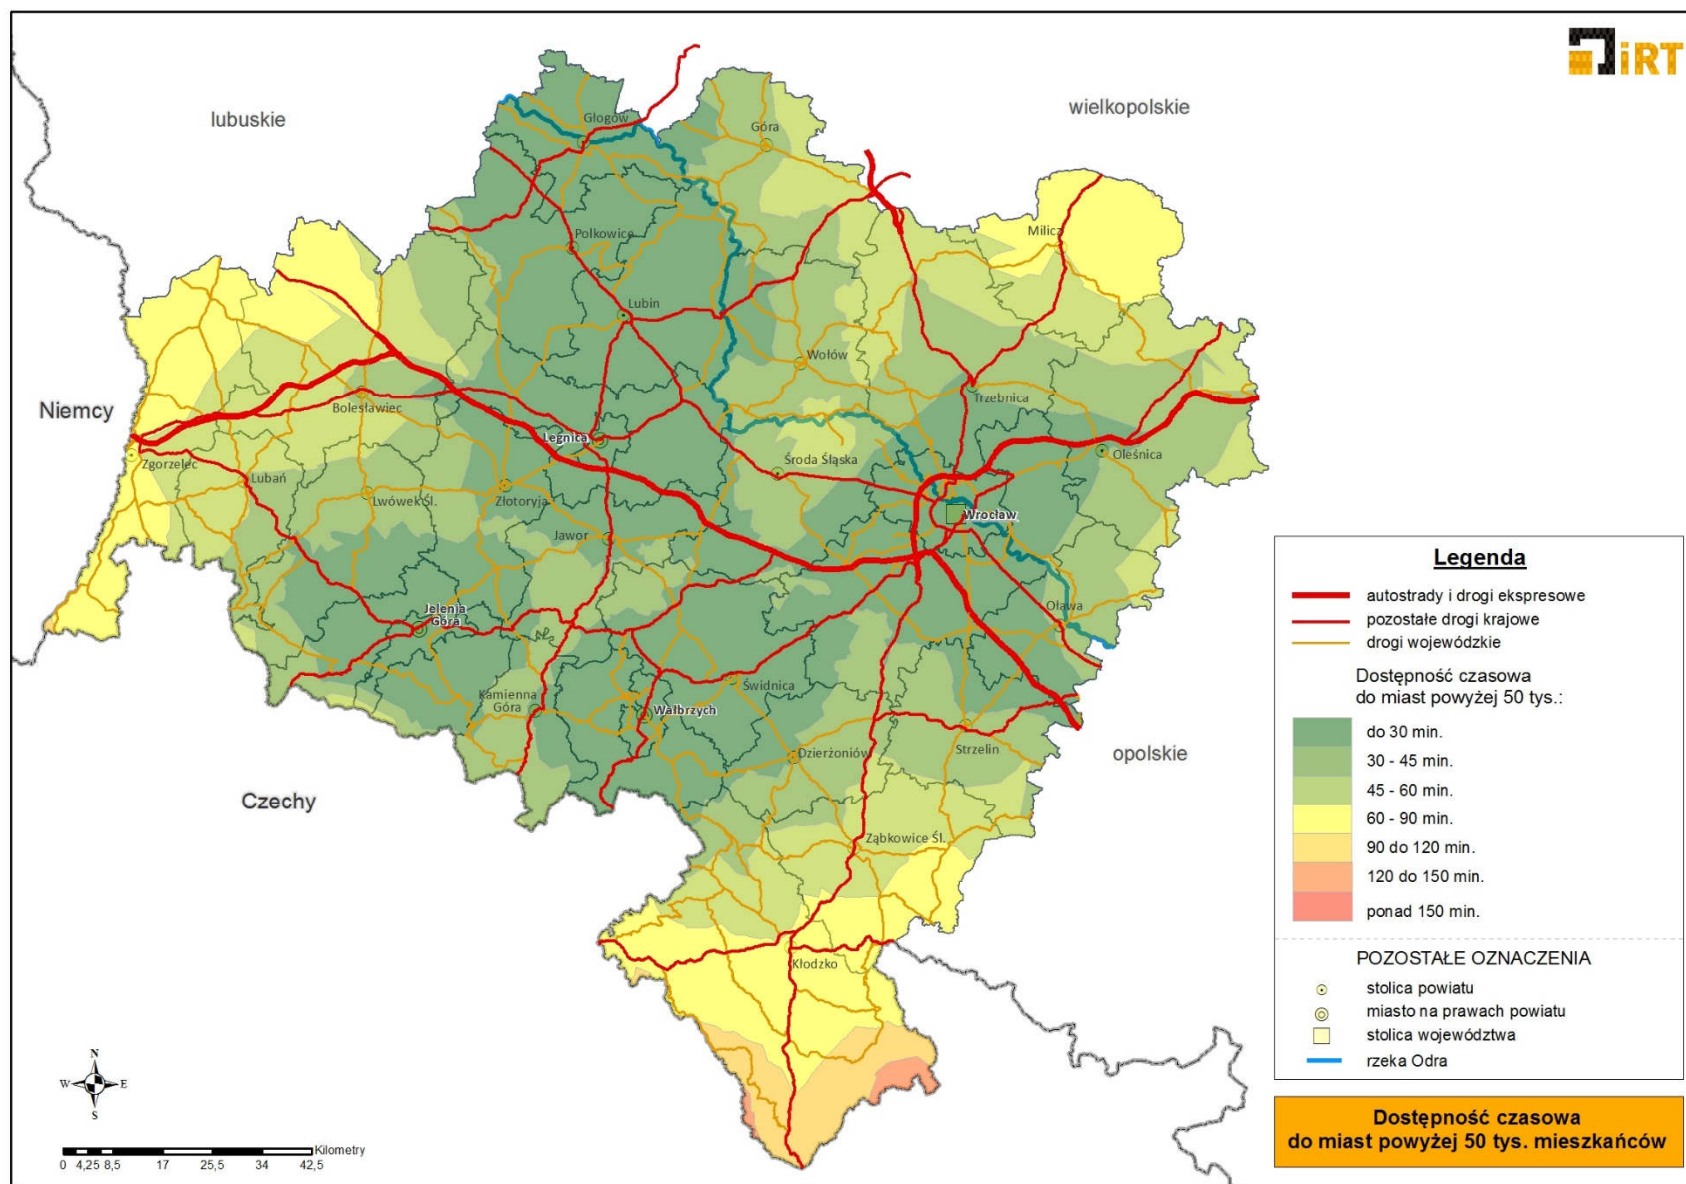 iRT
lubuskie
wielkopolskie
Głogów
Góra
Milicz
Polkowice
Lubin
Wołów
Trzebnica
Niemcy
Bolesławiec
Legnica
Zgorzelec
Lubań
Lwówek Śl.
Złotoryja
Środa Śląska
Oleśnica
Wrocław
Jawor
Jelenia
Góra
Oława
Kamienna
Góra
Świdnica
Wałbrzych
Dzierżoniów
Strzelin
opolskie
Czechy
Ząbkowice Śl.
Kłodzko
N
W E
S
Kilometry
0 4,25 8,5 17 25,5 34 42,5
Legenda
autostrady i drogi ekspresowe
pozostałe drogi krajowe
drogi wojewódzkie
Dostępność czasowa
do miast powyżej 50 tys.:
do 30 min.
30 - 45 min.
45 - 60 min.
60 - 90 min.
90 do 120 min.
120 do 150 min.
ponad 150 min.
POZOSTAŁE OZNACZENIA
stolica powiatu
miasto na prawach powiatu
stolica województwa
rzeka Odra
Dostępność czasowa
do miast powyżej 50 tys. mieszkańców